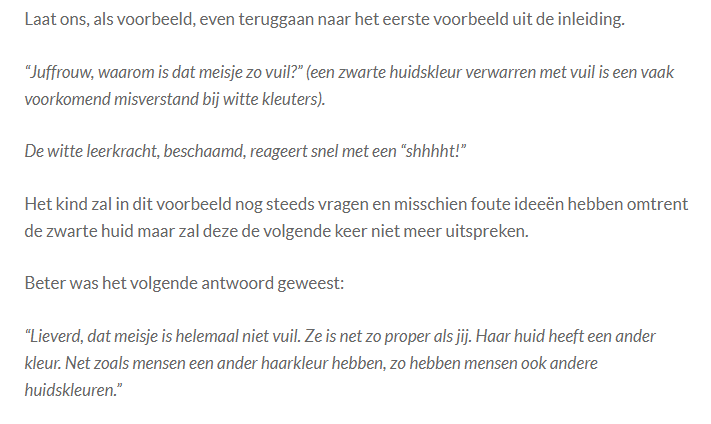 Laat ons, als voorbeeld, even teruggaan naar het eerste voorbeeld uit de inleiding.
“Juffrouw, waarom is dat meisje zo vuil?” (een zwarte huidskleur verwarren met vuil is een vaak
voorkomend misverstand bij witte kleuters).
De witte leerkracht, beschaamd, reageert snel met een “shhhht!”
Het kind zal in dit voorbeeld nog steeds vragen en misschien foute ideeën hebben omtrent
de zwarte huid maar zal deze de volgende keer niet meer uitspreken.
Beter was het volgende antwoord geweest:
“Lieverd, dat meisje is helemaal niet vuil. Ze is net zo proper als jij. Haar huid heeft een ander
kleur. Net zoals mensen een ander haarkleur hebben, zo hebben mensen ook andere
huidskleuren.”